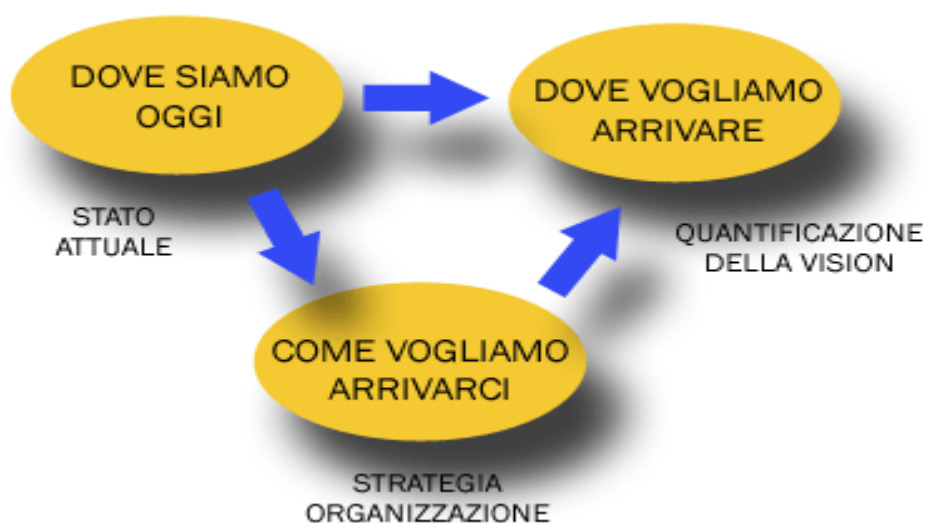 DOVE SIAMO
OGGI
DOVE VOGLIAMO
ARRIVARE
STATO
ATTUALE
QUANTIFICAZIONE
DELLA VISION
COME VOGLIAMO
ARRIVARCI
STRATEGIA
ORGANIZZAZIONE